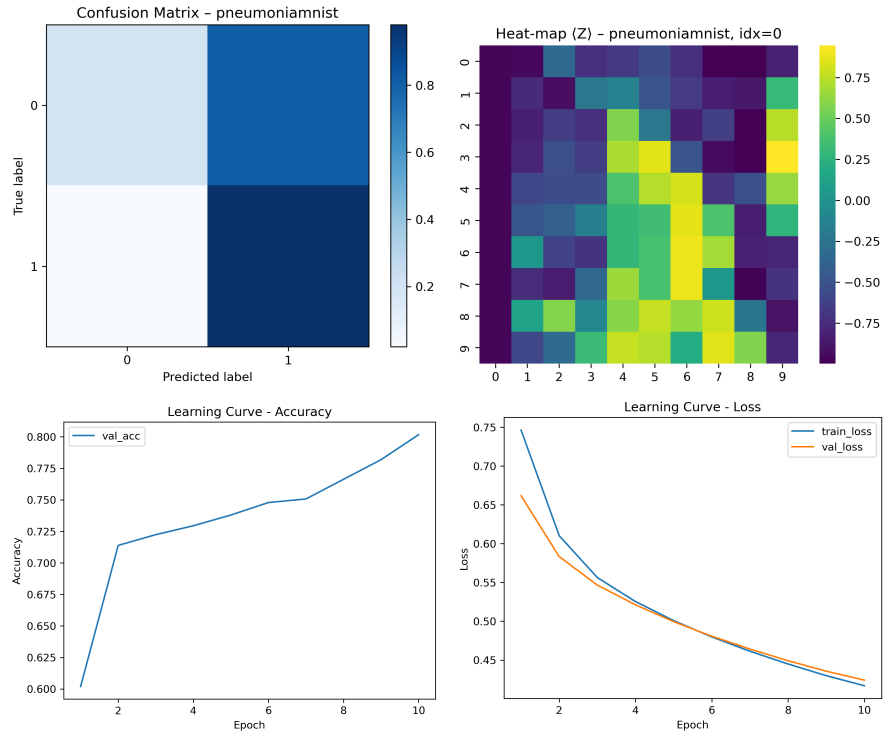 Confusion Matrix – pneumoniamnist
0
1
True label
0
1
Predicted label
0.8
0.6
0.4
0.2
Heat-map ⟨Z⟩ – pneumoniamnist, idx=0
0
1
2
3
4
5
6
7
8
9
0 1 2 3 4 5 6 7 8 9
0.75
0.50
0.25
0.00
−0.25
−0.50
−0.75
Learning Curve - Accuracy
val_acc
0.800
0.775
0.750
0.725
0.700
0.675
0.650
0.625
0.600
Accuracy
2 4 6 8 10
Epoch
Learning Curve - Loss
train_loss
val_loss
0.75
0.70
0.65
0.60
0.55
0.50
0.45
Loss
2 4 6 8 10
Epoch